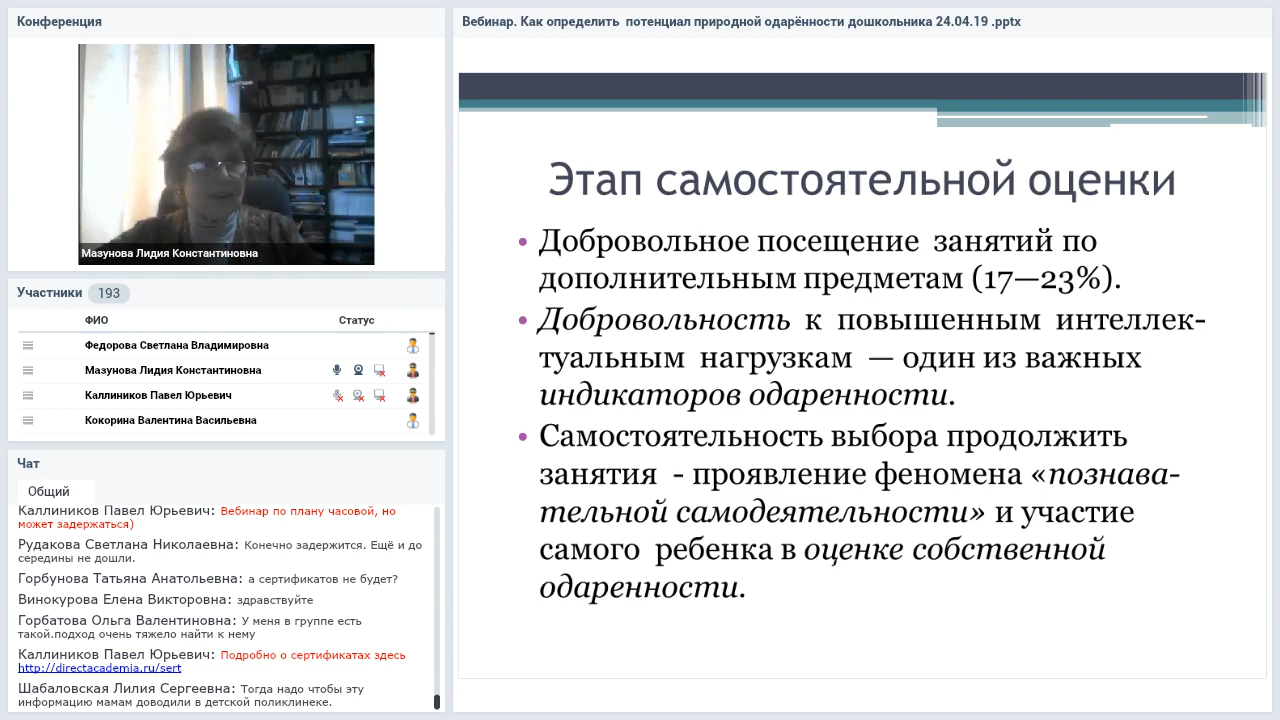 Конференция
Мазунова Лидия Константиновна
Участники 193
ФИО Статус
Федорова Светлана Владимировна
Мазунова Лидия Константиновна
Каллиников Павел Юрьевич
Кокорина Валентина Васильевна
Чат
Общий
Каллиников Павел Юрьевич: Вебинар по плану часовой, но
может задержаться)
Рудакова Светлана Николаевна: Конечно задержится. Ещё и до
середины не дошли.
Горбунова Татьяна Анатольевна: а сертификатов не будет?
Винокурова Елена Викторовна: здравствуйте
Горбатова Ольга Валентиновна: У меня в группе есть
такой.подход очень тяжело найти к нему
Каллиников Павел Юрьевич: Подробно о сертификатах здесь
http://directacademia.ru/sert
Шабаловская Лилия Сергеевна: Тогда надо чтобы эту
информацию мамам доводили в детской поликлинеке.
Вебинар. Как определить потенциал природной одарённости дошкольника 24.04.19 .pptx
Этап самостоятельной оценки
• Добровольное посещение занятий по
дополнительным предметам (17—23%).
• Добровольность к повышенным интеллек-
туальным нагрузкам — один из важных
индикаторов одаренности.
• Самостоятельность выбора продолжить
занятия - проявление феномена «познава-
тельной самодеятельности» и участие
самого ребенка в оценке собственной
одаренности.